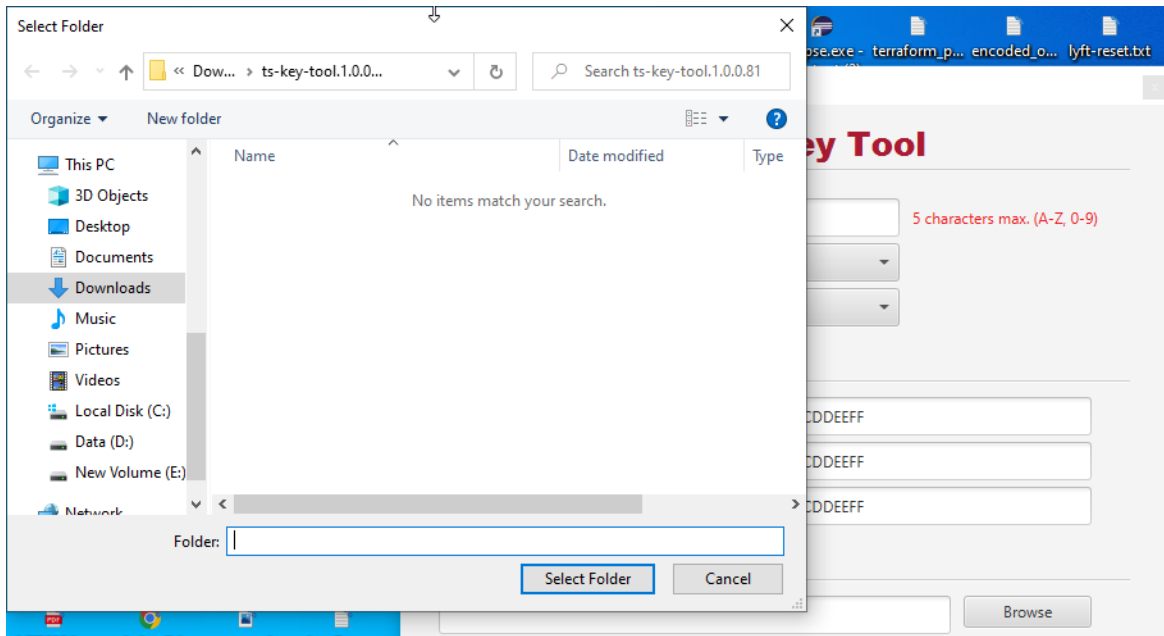 Select Folder
« Dow... › ts-key-tool.1.0.0...
Search ts-key-tool.1.0.0.81
Organize
New folder
?
This PC
3D Objects
Desktop
Documents
Downloads
Music
Pictures
Videos
Local Disk (C:)
Data (D:)
New Volume (E:)
Network
Name
Date modified
Type
No items match your search.
Folder:
Select Folder
Cancel
pse.exe -
terraform_p...
encoded_o...
lyft-reset.txt
ey Tool
5 characters max. (A-Z, 0-9)
CDDEEFF
CDDEEFF
CDDEEFF
Browse
PDF